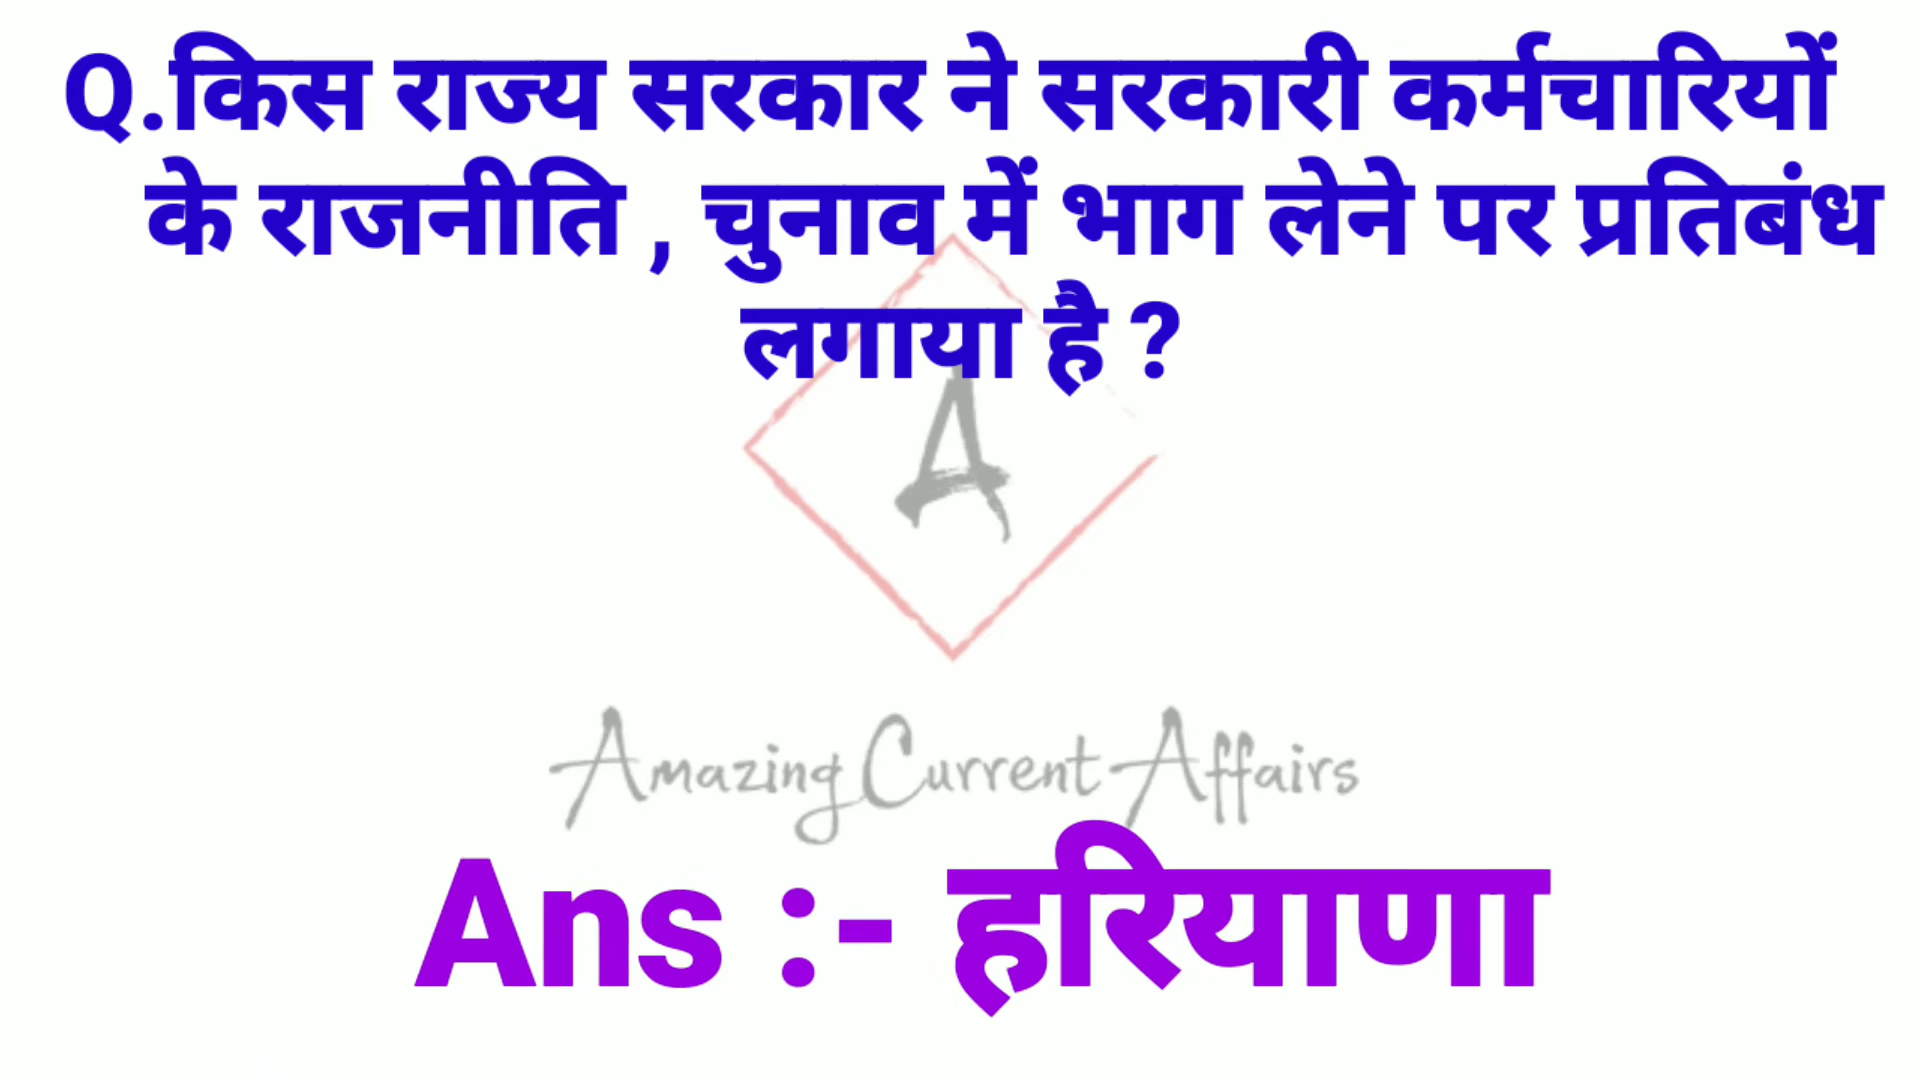 Q.किस राज्य सरकार ने सरकारी कर्मचारियों
के राजनीति , चुनाव में भाग लेने पर प्रतिबंध
लगाया है ?
A
Amazing Current Affairs
Ans :- हरियाणा